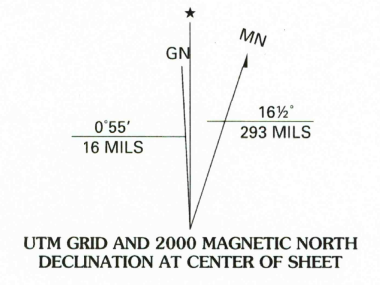 ★
GN
MN
0°55'
16 MILS
16½°
293 MILS
UTM GRID AND 2000 MAGNETIC NORTH
DECLINATION AT CENTER OF SHEET